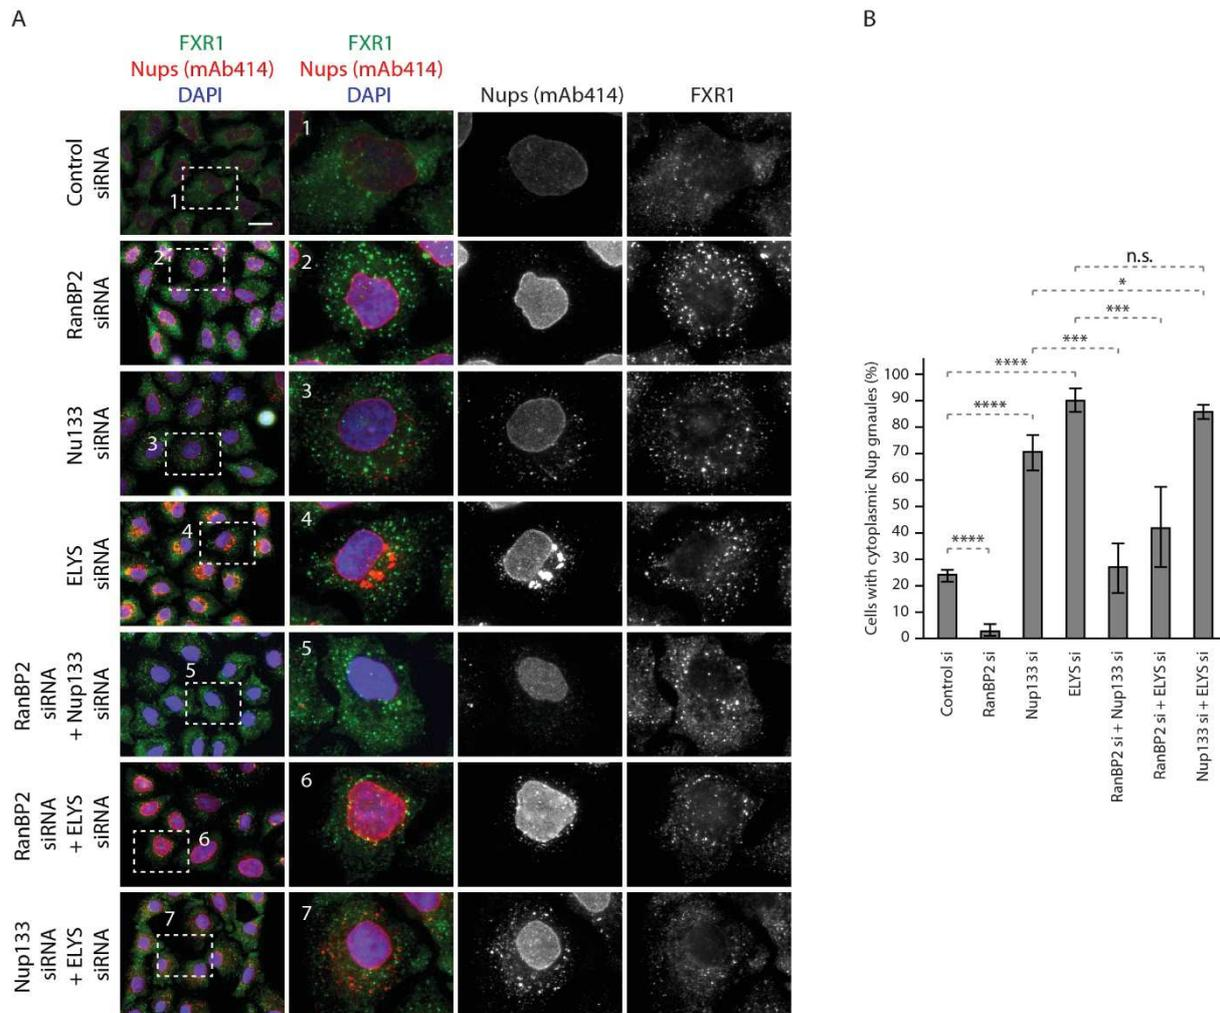 A
B
FXR1
Nups (mAb414)
DAPI
FXR1
Nups (mAb414)
DAPI
Nups (mAb414)
FXR1
Control
siRNA
1
1
RanBP2
siRNA
2
2
Nu133
siRNA
3
3
ELYS
siRNA
4
4
RanBP2
siRNA
+ Nup133
siRNA
5
5
RanBP2
siRNA
+ ELYS
siRNA
6
6
Nup133
siRNA
+ ELYS
siRNA
7
7
Cells with cytoplasmic Nup grnaules (%)
100
90
80
70
60
50
40
30
20
10
0
n.s.
*
***
***
****
****
****
Control si
RanBP2 si
Nup133 si
ELYS si
RanBP2 si + Nup133 si
RanBP2 si + ELYS si
Nup133 si + ELYS si